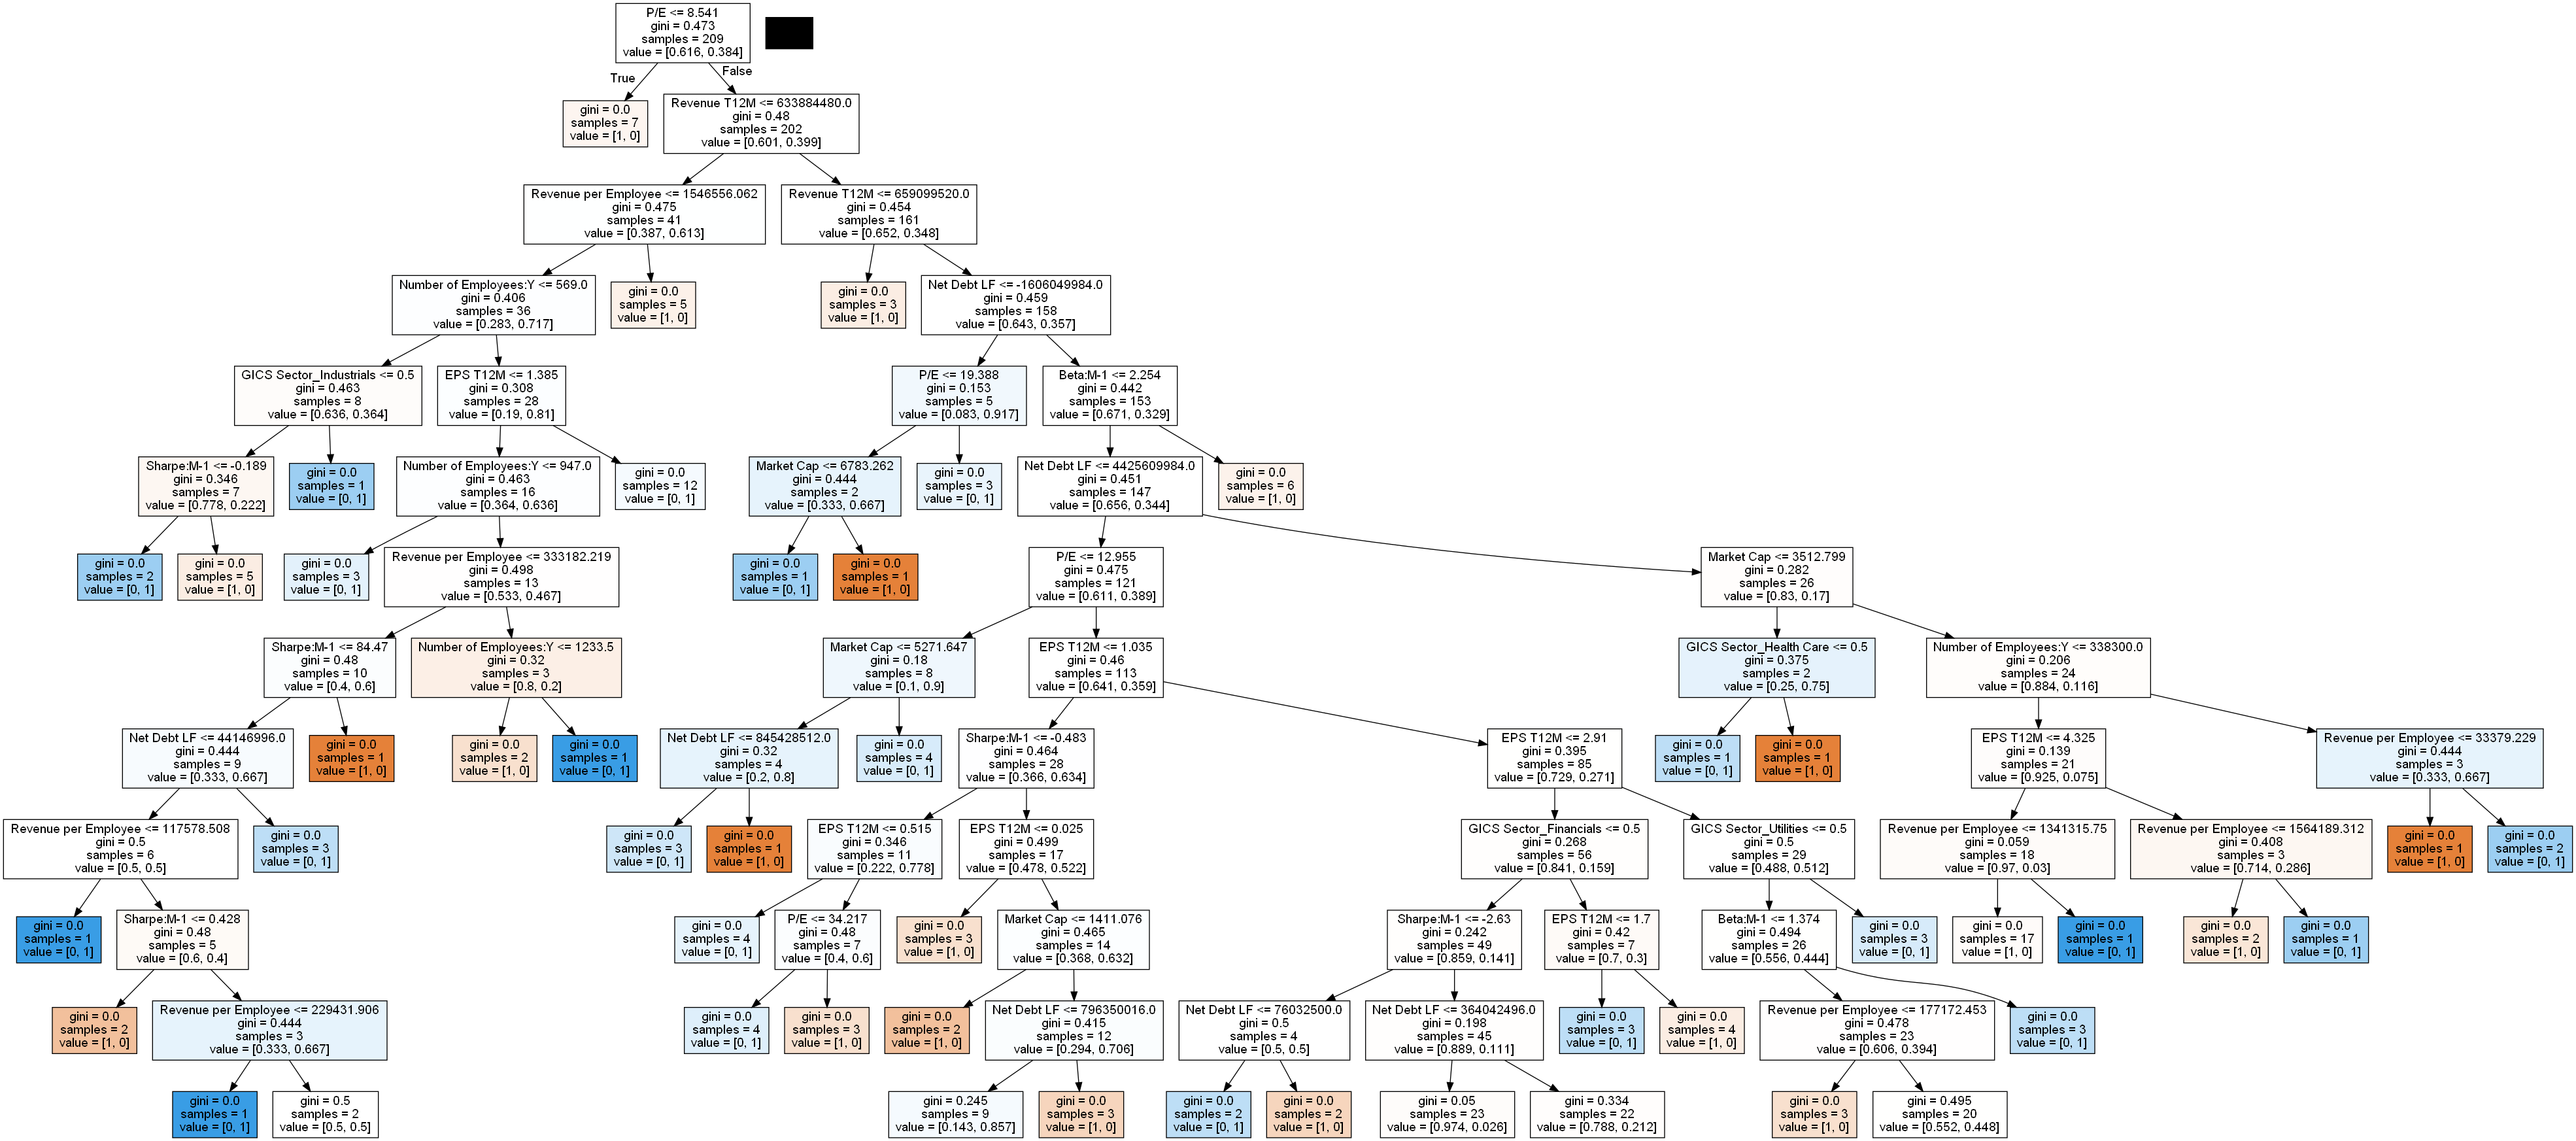 P/E <= 8.541
gini = 0.473
samples = 209
value = [0.616, 0.384]
True
False
gini = 0.0
samples = 7
value = [1, 0]
Revenue T12M <= 633884480.0
gini = 0.48
samples = 202
value = [0.601, 0.399]
Revenue per Employee <= 1546556.062
gini = 0.475
samples = 41
value = [0.387, 0.613]
Revenue T12M <= 659099520.0
gini = 0.454
samples = 161
value = [0.652, 0.348]
Number of Employees:Y <= 569.0
gini = 0.406
samples = 36
value = [0.283, 0.717]
gini = 0.0
samples = 5
value = [1, 0]
gini = 0.0
samples = 3
value = [1, 0]
Net Debt LF <= -1606049984.0
gini = 0.459
samples = 158
value = [0.643, 0.357]
GICS Sector_Industrials <= 0.5
gini = 0.463
samples = 8
value = [0.636, 0.364]
EPS T12M <= 1.385
gini = 0.308
samples = 28
value = [0.19, 0.81]
P/E <= 19.388
gini = 0.153
samples = 5
value = [0.083, 0.917]
Beta:M-1 <= 2.254
gini = 0.442
samples = 153
value = [0.671, 0.329]
Sharpe:M-1 <= -0.189
gini = 0.346
samples = 7
value = [0.778, 0.222]
gini = 0.0
samples = 1
value = [0, 1]
Number of Employees:Y <= 947.0
gini = 0.463
samples = 16
value = [0.364, 0.636]
gini = 0.0
samples = 12
value = [0, 1]
Market Cap <= 6783.262
gini = 0.444
samples = 2
value = [0.333, 0.667]
gini = 0.0
samples = 3
value = [0, 1]
Net Debt LF <= 4425609984.0
gini = 0.451
samples = 147
value = [0.656, 0.344]
gini = 0.0
samples = 6
value = [1, 0]
gini = 0.0
samples = 2
value = [0, 1]
gini = 0.0
samples = 5
value = [1, 0]
gini = 0.0
samples = 3
value = [0, 1]
Revenue per Employee <= 333182.219
gini = 0.498
samples = 13
value = [0.533, 0.467]
gini = 0.0
samples = 1
value = [0, 1]
gini = 0.0
samples = 1
value = [1, 0]
P/E <= 12.955
gini = 0.475
samples = 121
value = [0.611, 0.389]
Market Cap <= 3512.799
gini = 0.282
samples = 26
value = [0.83, 0.17]
Sharpe:M-1 <= 84.47
gini = 0.48
samples = 10
value = [0.4, 0.6]
Number of Employees:Y <= 1233.5
gini = 0.32
samples = 3
value = [0.8, 0.2]
Market Cap <= 5271.647
gini = 0.18
samples = 8
value = [0.1, 0.9]
EPS T12M <= 1.035
gini = 0.46
samples = 113
value = [0.641, 0.359]
GICS Sector_Health Care <= 0.5
gini = 0.375
samples = 2
value = [0.25, 0.75]
Number of Employees:Y <= 338300.0
gini = 0.206
samples = 24
value = [0.884, 0.116]
Net Debt LF <= 44146996.0
gini = 0.444
samples = 9
value = [0.333, 0.667]
gini = 0.0
samples = 1
value = [1, 0]
gini = 0.0
samples = 2
value = [1, 0]
gini = 0.0
samples = 1
value = [0, 1]
Net Debt LF <= 845428512.0
gini = 0.32
samples = 4
value = [0.2, 0.8]
gini = 0.0
samples = 4
value = [0, 1]
Sharpe:M-1 <= -0.483
gini = 0.464
samples = 28
value = [0.366, 0.634]
EPS T12M <= 2.91
gini = 0.395
samples = 85
value = [0.729, 0.271]
gini = 0.0
samples = 1
value = [0, 1]
gini = 0.0
samples = 1
value = [1, 0]
EPS T12M <= 4.325
gini = 0.139
samples = 21
value = [0.925, 0.075]
Revenue per Employee <= 33379.229
gini = 0.444
samples = 3
value = [0.333, 0.667]
Revenue per Employee <= 117578.508
gini = 0.5
samples = 6
value = [0.5, 0.5]
gini = 0.0
samples = 3
value = [0, 1]
gini = 0.0
samples = 3
value = [0, 1]
gini = 0.0
samples = 1
value = [1, 0]
EPS T12M <= 0.515
gini = 0.346
samples = 11
value = [0.222, 0.778]
EPS T12M <= 0.025
gini = 0.499
samples = 17
value = [0.478, 0.522]
GICS Sector_Financials <= 0.5
gini = 0.268
samples = 56
value = [0.841, 0.159]
GICS Sector_Utilities <= 0.5
gini = 0.5
samples = 29
value = [0.488, 0.512]
Revenue per Employee <= 1341315.75
gini = 0.059
samples = 18
value = [0.97, 0.03]
Revenue per Employee <= 1564189.312
gini = 0.408
samples = 3
value = [0.714, 0.286]
gini = 0.0
samples = 1
value = [1, 0]
gini = 0.0
samples = 2
value = [0, 1]
gini = 0.0
samples = 1
value = [0, 1]
Sharpe:M-1 <= 0.428
gini = 0.48
samples = 5
value = [0.6, 0.4]
gini = 0.0
samples = 4
value = [0, 1]
P/E <= 34.217
gini = 0.48
samples = 7
value = [0.4, 0.6]
gini = 0.0
samples = 3
value = [1, 0]
Market Cap <= 1411.076
gini = 0.465
samples = 14
value = [0.368, 0.632]
Sharpe:M-1 <= -2.63
gini = 0.242
samples = 49
value = [0.859, 0.141]
EPS T12M <= 1.7
gini = 0.42
samples = 7
value = [0.7, 0.3]
Beta:M-1 <= 1.374
gini = 0.494
samples = 26
value = [0.556, 0.444]
gini = 0.0
samples = 3
value = [0, 1]
gini = 0.0
samples = 17
value = [1, 0]
gini = 0.0
samples = 1
value = [0, 1]
gini = 0.0
samples = 2
value = [1, 0]
gini = 0.0
samples = 1
value = [0, 1]
gini = 0.0
samples = 2
value = [1, 0]
Revenue per Employee <= 229431.906
gini = 0.444
samples = 3
value = [0.333, 0.667]
gini = 0.0
samples = 4
value = [0, 1]
gini = 0.0
samples = 3
value = [1, 0]
gini = 0.0
samples = 2
value = [1, 0]
Net Debt LF <= 796350016.0
gini = 0.415
samples = 12
value = [0.294, 0.706]
Net Debt LF <= 76032500.0
gini = 0.5
samples = 4
value = [0.5, 0.5]
Net Debt LF <= 364042496.0
gini = 0.198
samples = 45
value = [0.889, 0.111]
gini = 0.0
samples = 3
value = [0, 1]
gini = 0.0
samples = 4
value = [1, 0]
Revenue per Employee <= 177172.453
gini = 0.478
samples = 23
value = [0.606, 0.394]
gini = 0.0
samples = 3
value = [0, 1]
gini = 0.0
samples = 1
value = [0, 1]
gini = 0.5
samples = 2
value = [0.5, 0.5]
gini = 0.245
samples = 9
value = [0.143, 0.857]
gini = 0.0
samples = 3
value = [1, 0]
gini = 0.0
samples = 2
value = [0, 1]
gini = 0.0
samples = 2
value = [1, 0]
gini = 0.05
samples = 23
value = [0.974, 0.026]
gini = 0.334
samples = 22
value = [0.788, 0.212]
gini = 0.0
samples = 3
value = [1, 0]
gini = 0.495
samples = 20
value = [0.552, 0.448]